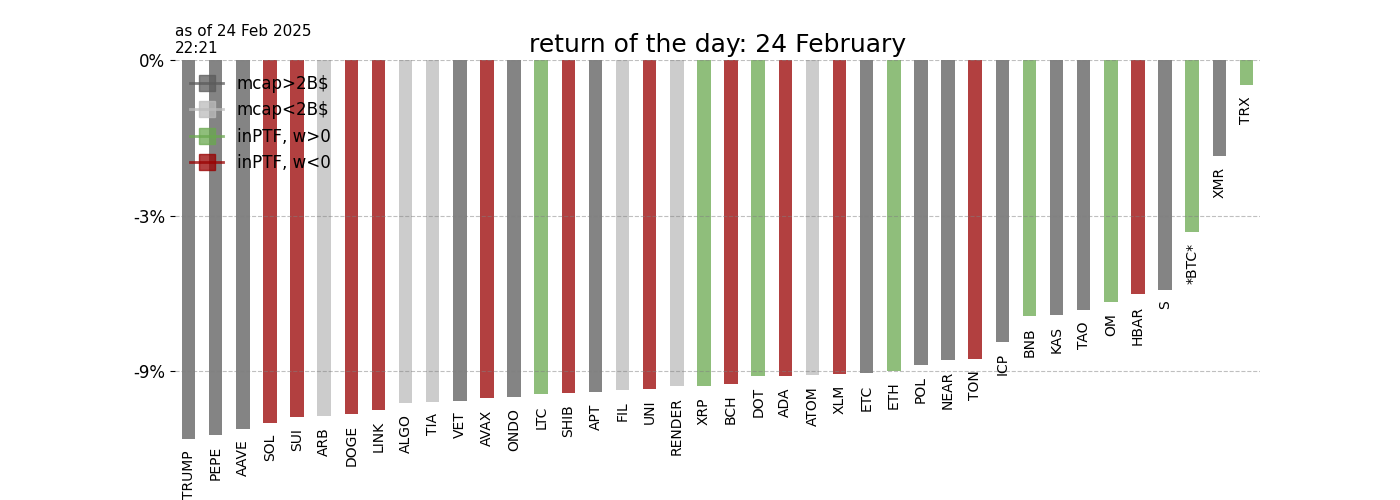 as of 24 Feb 2025
22:21
return of the day: 24 February
0%
-3%
-9%
mcap>2B$
mcap<2B$
inPTF, w>0
inPTF, w<0
TRUMP
PEPE
AAVE
SOL
SUI
ARB
DOGE
LINK
ALGO
TIA
VET
AVAX
ONDO
LTC
SHIB
APT
FIL
UNI
RENDER
XRP
BCH
DOT
ADA
ATOM
XLM
ETC
ETH
POL
NEAR
TON
ICP
BNB
KAS
TAO
OM
HBAR
S
*BTC*
XMR
TRX